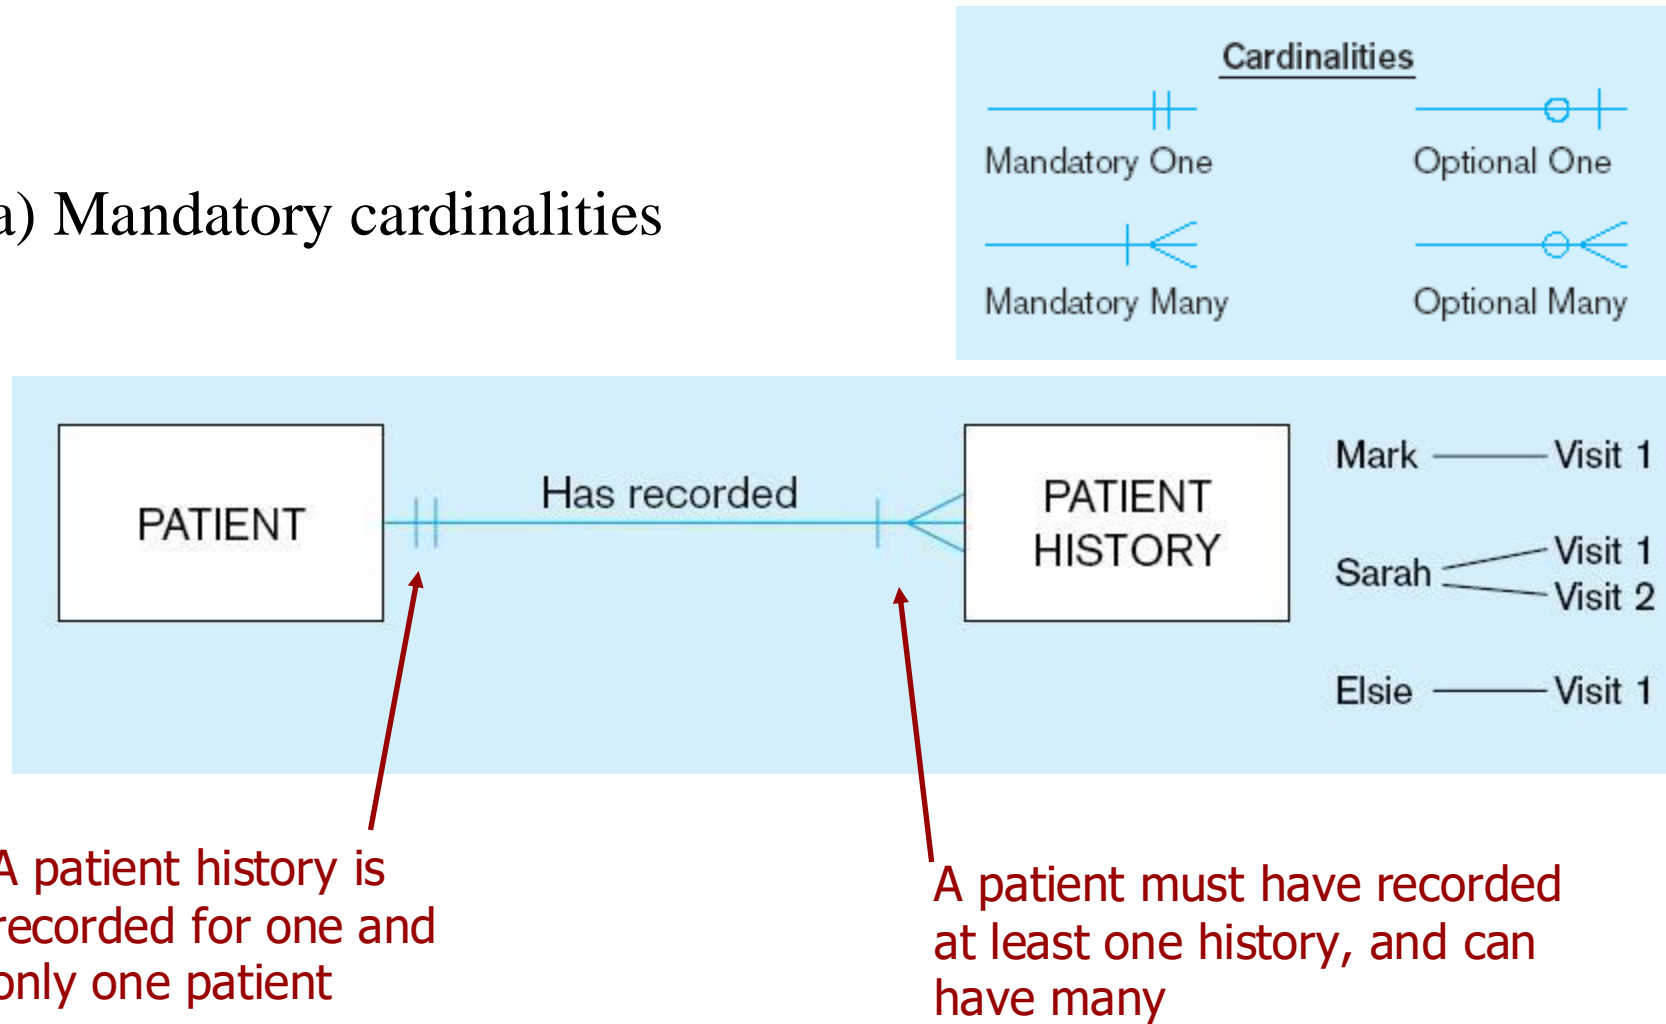 Cardinalities
Mandatory One
Optional One
Mandatory Many
Optional Many
a) Mandatory cardinalities
PATIENT
Has recorded
PATIENT
HISTORY
Mark
Visit 1
Sarah
Visit 1
Visit 2
Elsie
Visit 1
A patient history is
recorded for one and
only one patient
A patient must have recorded
at least one history, and can
have many